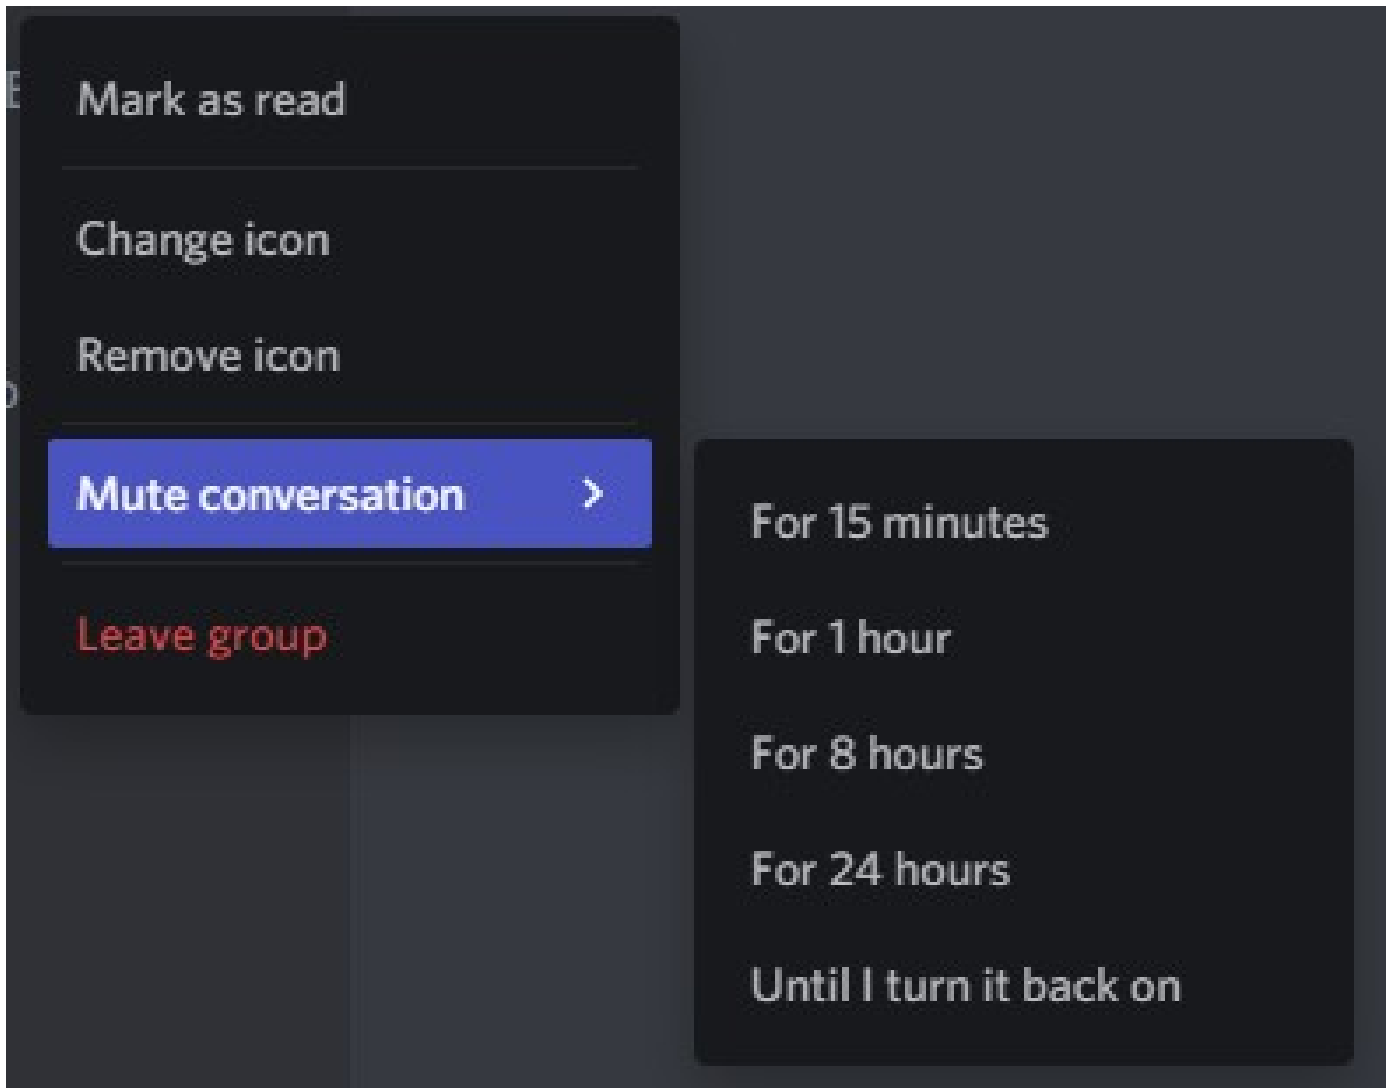 Mark as read
Change icon
Remove icon
Mute conversation
Leave group
For 15 minutes
For 1 hour
For 8 hours
For 24 hours
Until I turn it back on